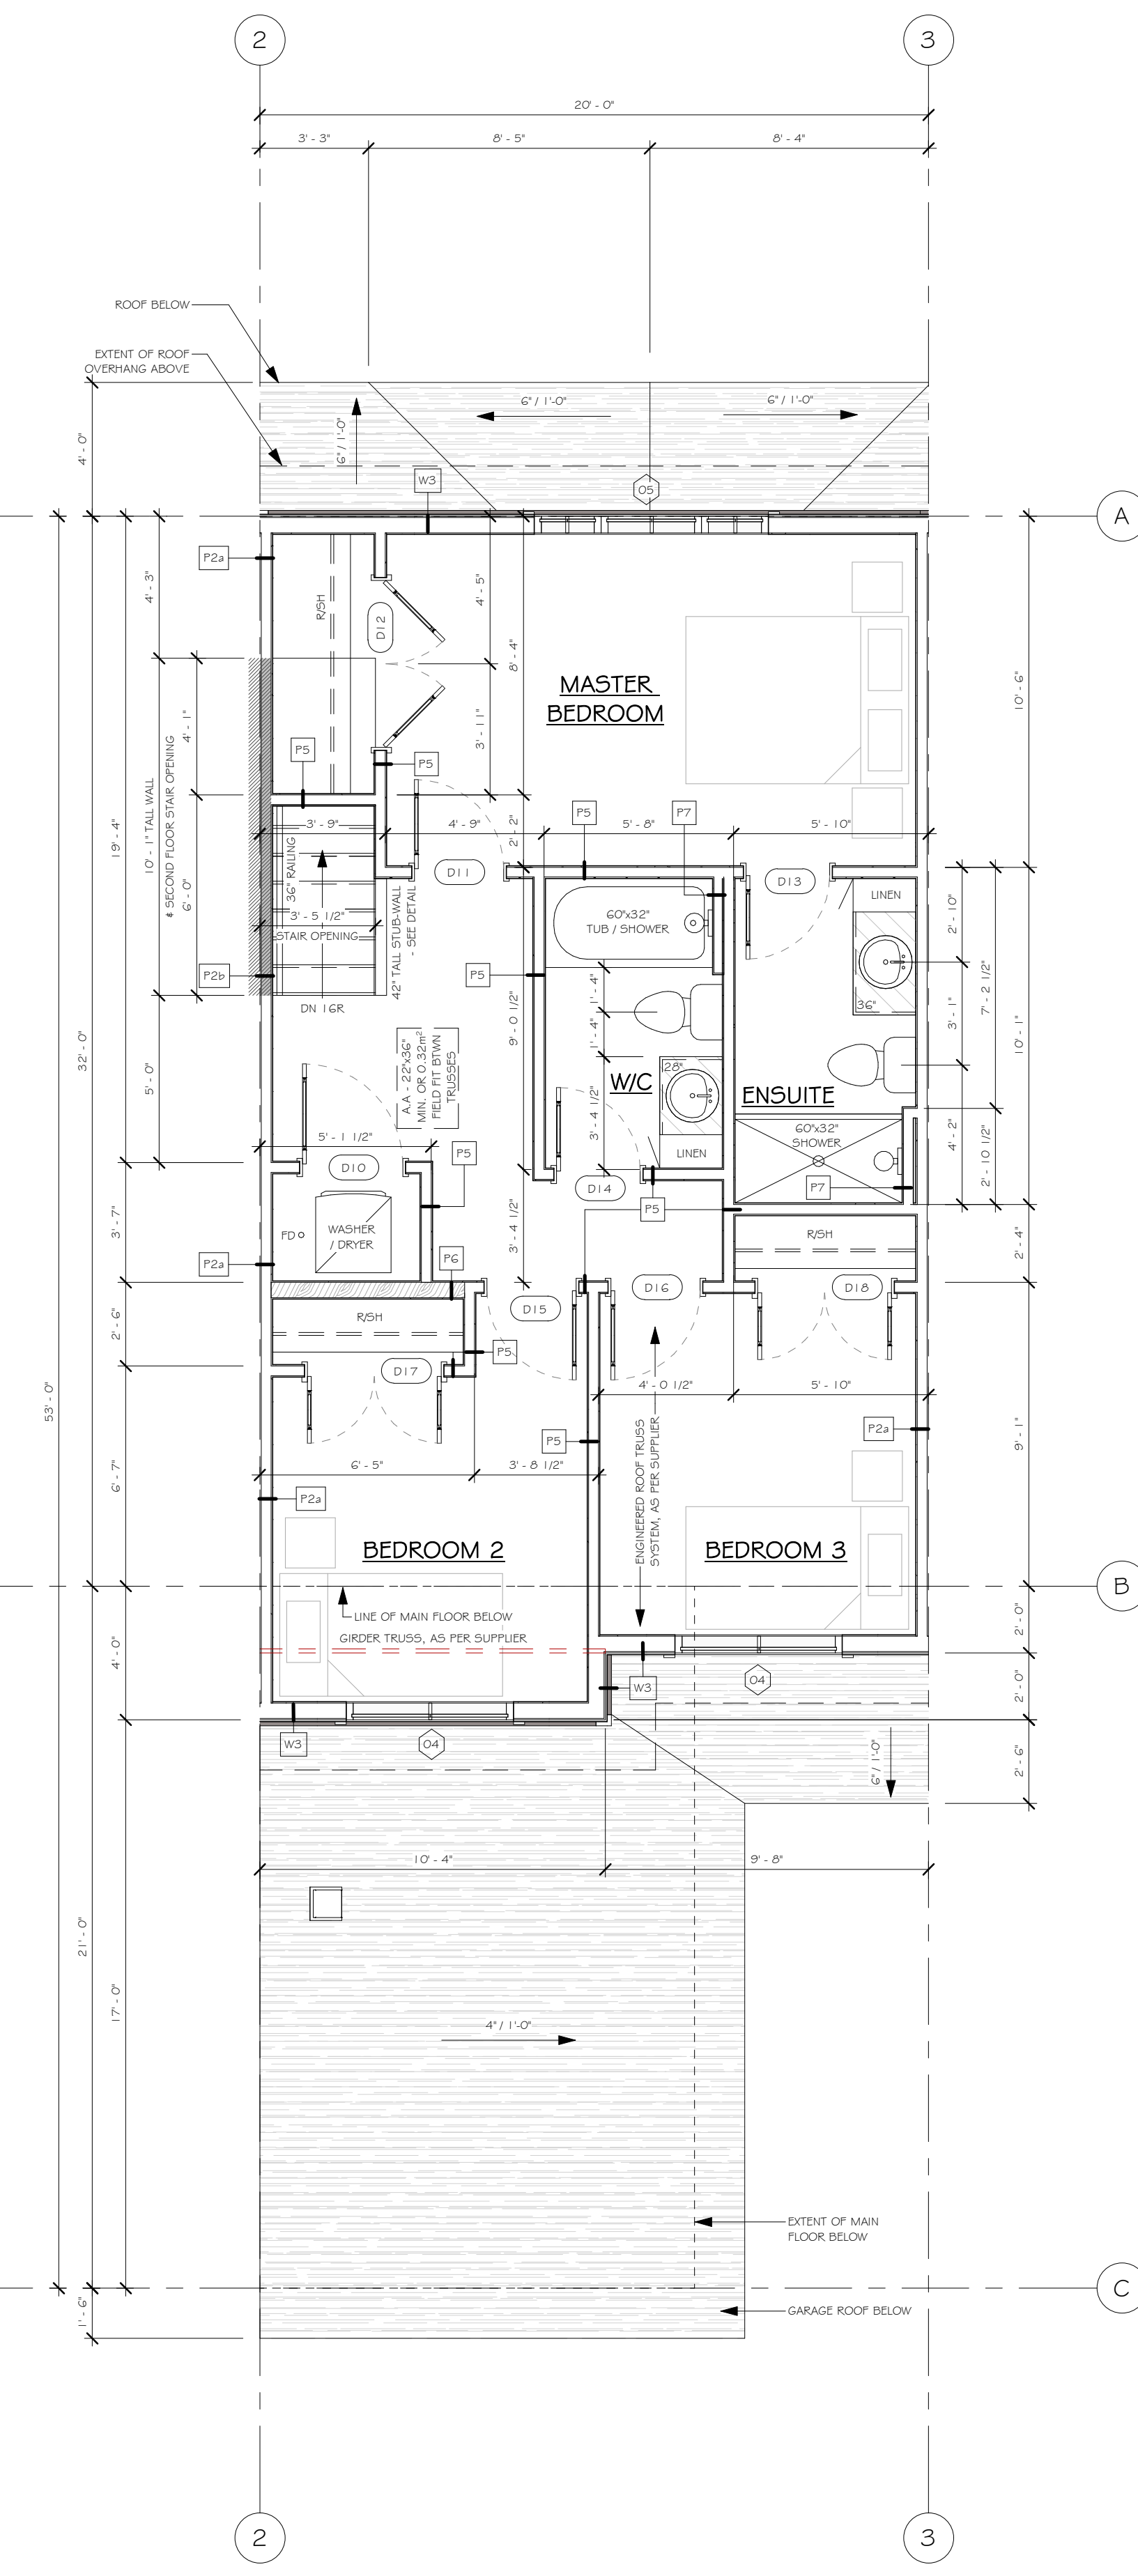 2
3
20' - 0"
3' - 3"
8' - 5"
8' - 4"
ROOF BELOW
EXTENT OF ROOF
OVERHANG ABOVE
4' - 0"
6" / 1'-0"
6" / 1'-0"
6" / 1'-0"
W3
05
A
P2a
4' - 3"
R/SH
D12
4' - 5"
8' - 4"
MASTER
BEDROOM
10' - 6"
4' - 1"
3' - 11"
P5
P5
10' - 1" TALL WALL
¢ SECOND FLOOR STAIR OPENING
19' - 4"
3' - 9"
4' - 9"
2' - 2"
P5
5' - 8"
P7
5' - 10"
36" RAILING
D11
D13
LINEN
6' - 0"
3' - 5 1/2"
STAIR OPENING
42" TALL STUB-WALL
- SEE DETAIL
60"x32"
TUB / SHOWER
2' - 10"
P2b
P5
1' - 4"
36"
7' - 2 1/2"
DN 16R
3' - 1"
10' - 1"
32' - 0"
5' - 0"
A.A - 22"x36"
MIN. OR 0.32m²
FIELD FIT BTWN
TRUSSES
9' - 0 1/2"
1' - 4"
28"
W/C
ENSUITE
3' - 4 1/2"
60"x32"
SHOWER
4' - 2"
2' - 10 1/2"
5' - 1 1/2"
P5
D10
LINEN
D14
P7
P5
FD
WASHER
/ DRYER
3' - 7"
3' - 4 1/2"
R/SH
2' - 4"
P2a
P6
D15
D16
D18
R/SH
2' - 6"
D17
P5
4' - 0 1/2"
5' - 10"
53' - 0"
P5
ENGINEERED ROOF TRUSS
SYSTEM, AS PER SUPPLIER
P2a
9' - 1"
6' - 5"
3' - 8 1/2"
6' - 7"
P2a
BEDROOM 2
BEDROOM 3
B
LINE OF MAIN FLOOR BELOW
GIRDER TRUSS, AS PER SUPPLIER
4' - 0"
2' - 0"
W3
04
2' - 0"
W3
04
6" / 1'-0"
2' - 6"
10' - 4"
9' - 8"
21' - 0"
17' - 0"
4" / 1'-0"
EXTENT OF MAIN
FLOOR BELOW
C
1' - 6"
GARAGE ROOF BELOW
2
3